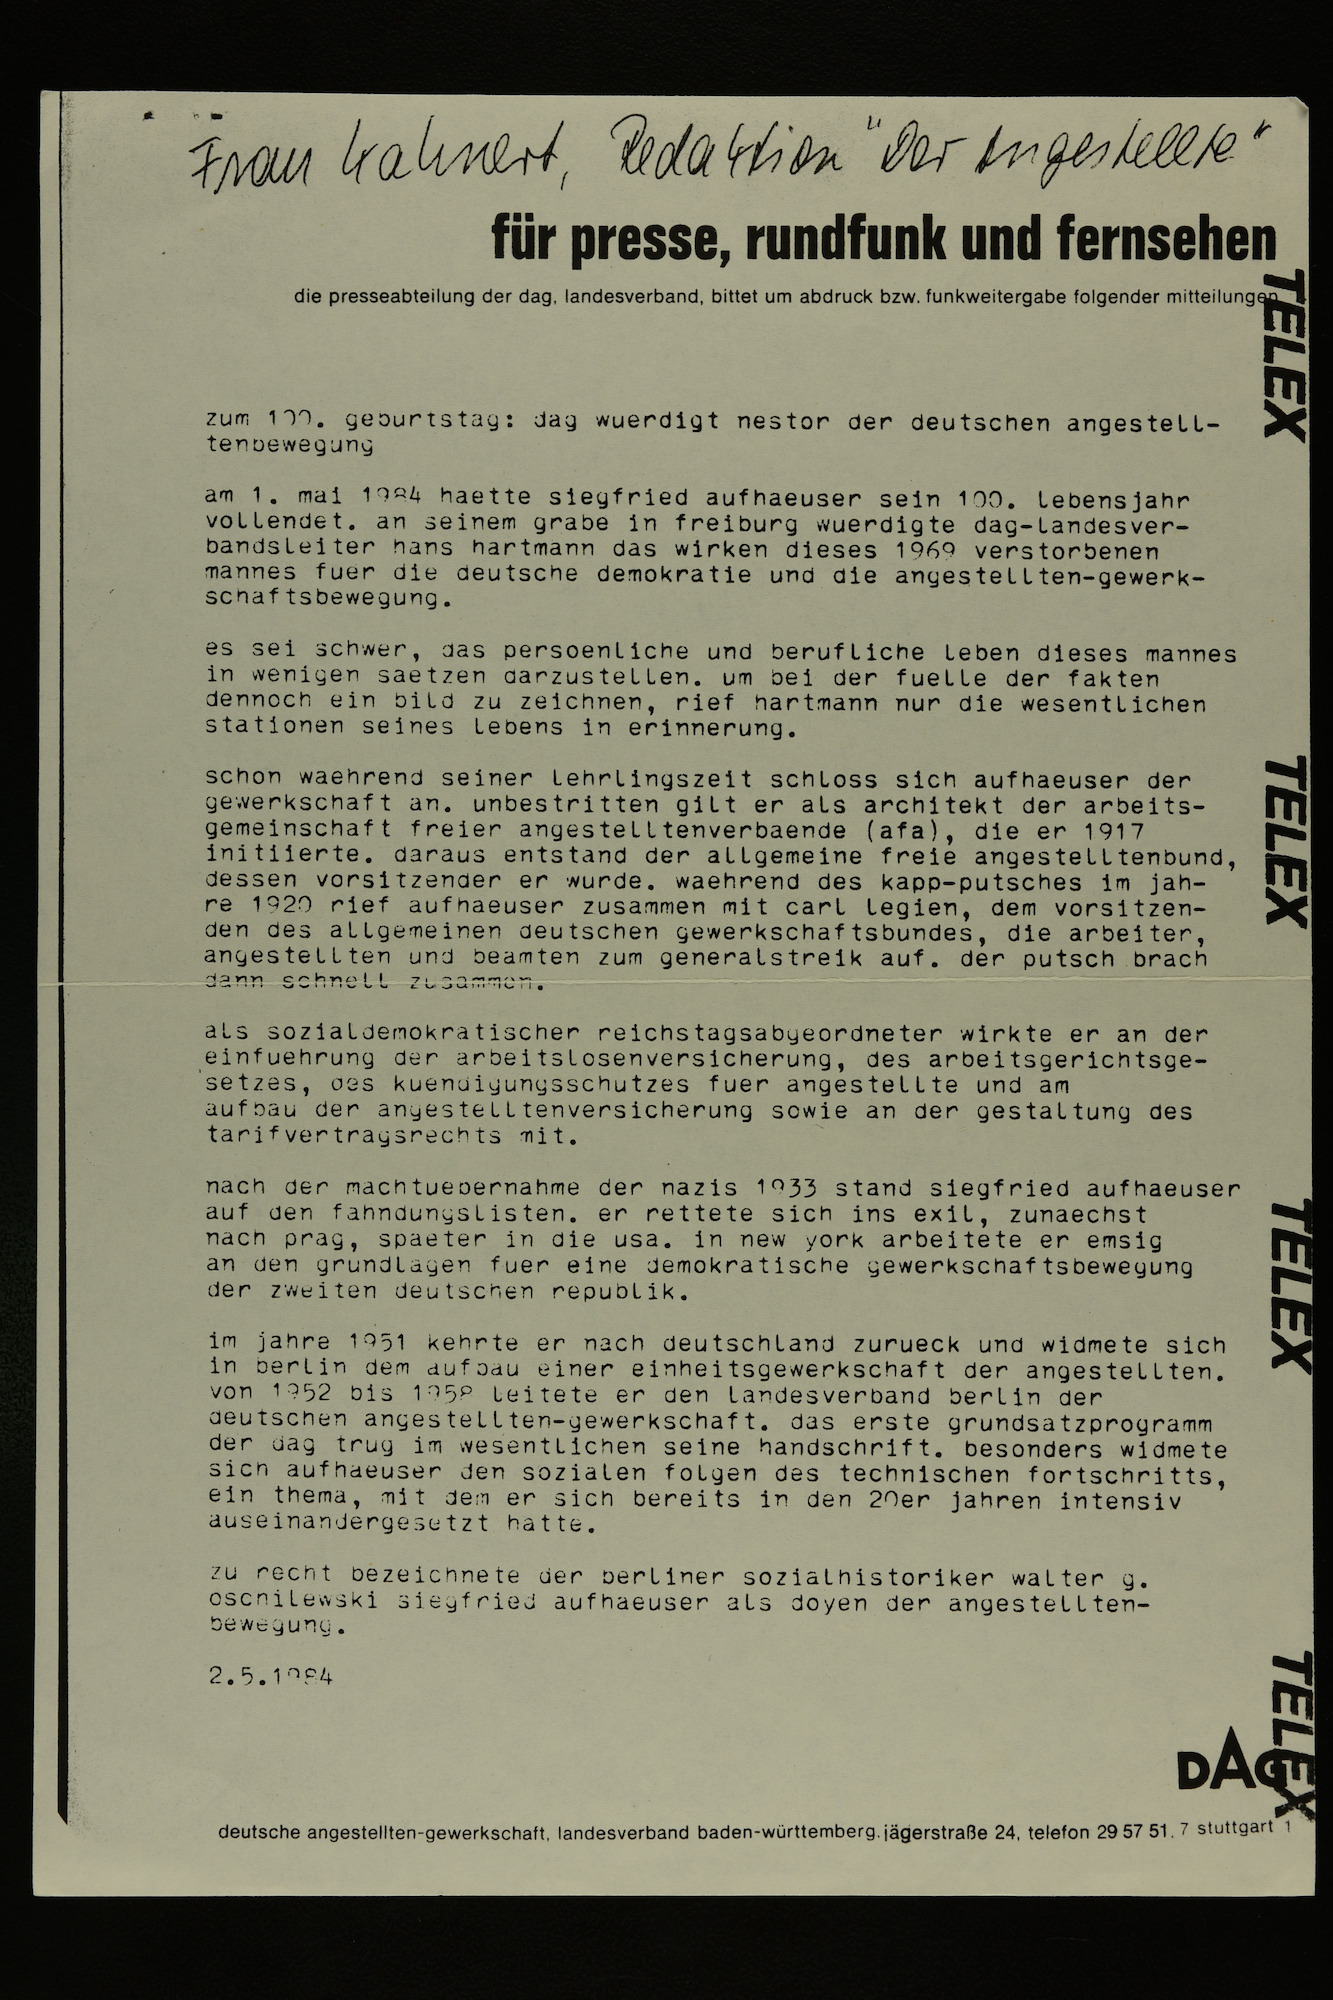 Frau Kahnert, Redaktion "Der Angestellte"
für presse, rundfunk und fernsehen
die presseabteilung der dag, landesverband, bittet um abdruck bzw. funkweitergabe folgender mitteilungen
TELEX
zum 100. geburtstag: dag wuerdigt nestor der deutschen angestell-
tenbewegung
am 1. mai 1984 haette siegfried aufhaeuser sein 100. lebensjahr
vollendet. an seinem grabe in freiburg wuerdigte dag-landesver-
bandsleiter hans hartmann das wirken dieses 1969 verstorbenen
mannes fuer die deutsche demokratie und die angestellten-gewerk-
schaftsbewegung.
es sei schwer, das persoenliche und berufliche leben dieses mannes
in wenigen saetzen darzustellen. um bei der fuelle der fakten
dennoch ein bild zu zeichnen, rief hartmann nur die wesentlichen
stationen seines lebens in erinnerung.
schon waehrend seiner lehrlingszeit schloss sich aufhaeuser der
gewerkschaft an. unbestritten gilt er als architekt der arbeits-
gemeinschaft freier angestelltenverbaende (afa), die er 1917
initiierte. daraus entstand der allgemeine freie angestelltenbund,
dessen vorsitzender er wurde. waehrend des kapp-putsches im jah-
re 1920 rief aufhaeuser zusammen mit carl legien, dem vorsitzen-
den des allgemeinen deutschen gewerkschaftsbundes, die arbeiter,
angestellten und beamten zum generalstreik auf. der putsch brach
dann schnell zusammen.
TELEX
als sozialdemokratischer reichstagsabgeordneter wirkte er an der
einfuehrung der arbeitslosenversicherung, des arbeitsgerichtsge-
setzes, des kuendigungsschutzes fuer angestellte und am
aufbau der angestelltenversicherung sowie an der gestaltung des
tarifvertragsrechts mit.
nach der machtuebernahme der nazis 1933 stand siegfried aufhaeuser
auf den fahndungslisten. er rettete sich ins exil, zunaechst
nach prag, spaeter in die usa. in new york arbeitete er emsig
an den grundlagen fuer eine demokratische gewerkschaftsbewegung
der zweiten deutschen republik.
TELEX
im jahre 1951 kehrte er nach deutschland zurueck und widmete sich
in berlin dem aufbau einer einheitsgewerkschaft der angestellten.
von 1952 bis 1958 leitete er den landesverband berlin der
deutschen angestellten-gewerkschaft. das erste grundsatzprogramm
der dag trug im wesentlichen seine handschrift. besonders widmete
sich aufhaeuser den sozialen folgen des technischen fortschritts,
ein thema, mit dem er sich bereits in den 20er jahren intensiv
auseinandergesetzt hatte.
zu recht bezeichnete der berliner sozialhistoriker walter g.
oschilewski siegfried aufhaeuser als doyen der angestellten-
bewegung.
2.5.1984
TELEX
DAG
deutsche angestellten-gewerkschaft, landesverband baden-württemberg. jägerstraße 24, telefon 29 57 51. 7 stuttgart 1